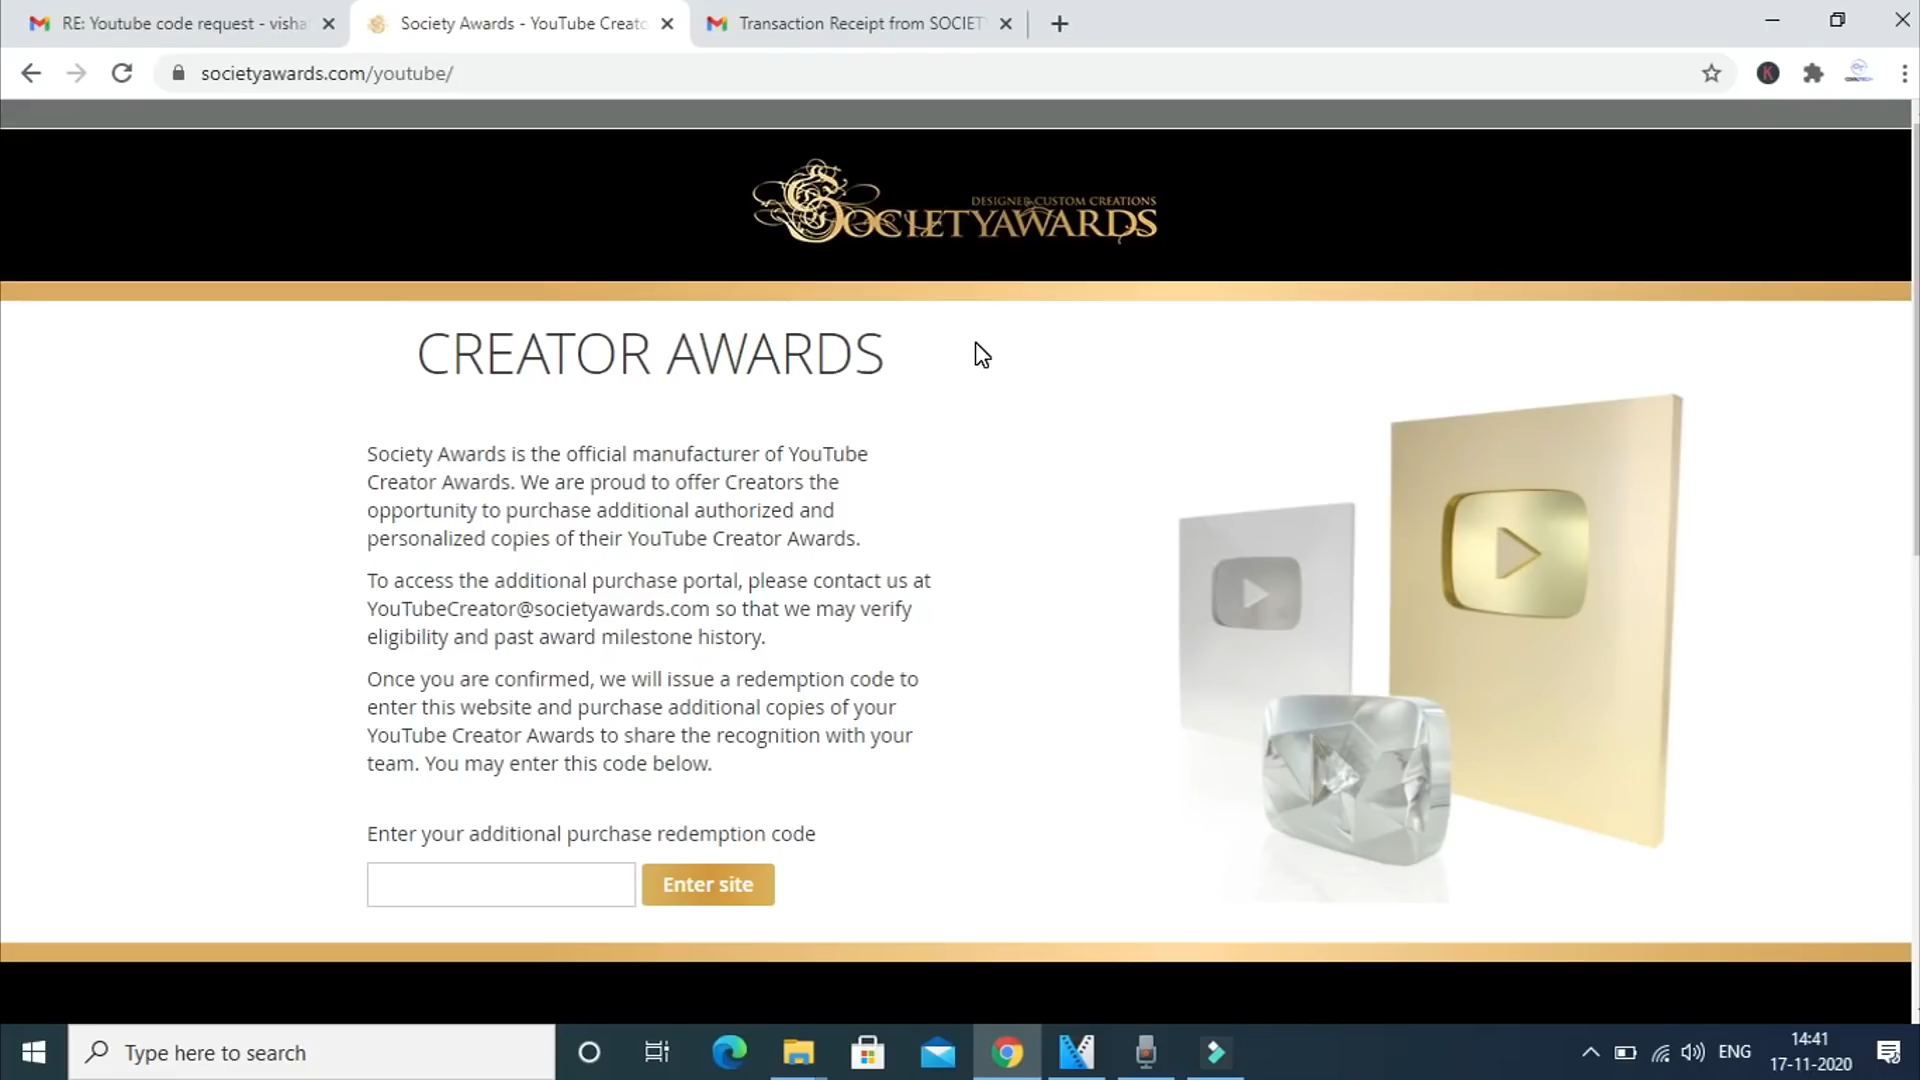 RE: Youtube code request - visha
Society Awards - YouTube Creato
Transaction Receipt from SOCIET
societyawards.com/youtube/
K
DESIGNER CUSTOM CREATIONS
SOCIETYAWARDS
CREATOR AWARDS
Society Awards is the official manufacturer of YouTube
Creator Awards. We are proud to offer Creators the
opportunity to purchase additional authorized and
personalized copies of their YouTube Creator Awards.
To access the additional purchase portal, please contact us at
YouTubeCreator@societyawards.com so that we may verify
eligibility and past award milestone history.
Once you are confirmed, we will issue a redemption code to
enter this website and purchase additional copies of your
YouTube Creator Awards to share the recognition with your
team. You may enter this code below.
Enter your additional purchase redemption code
Enter site
Type here to search
ENG
14:41
17-11-2020